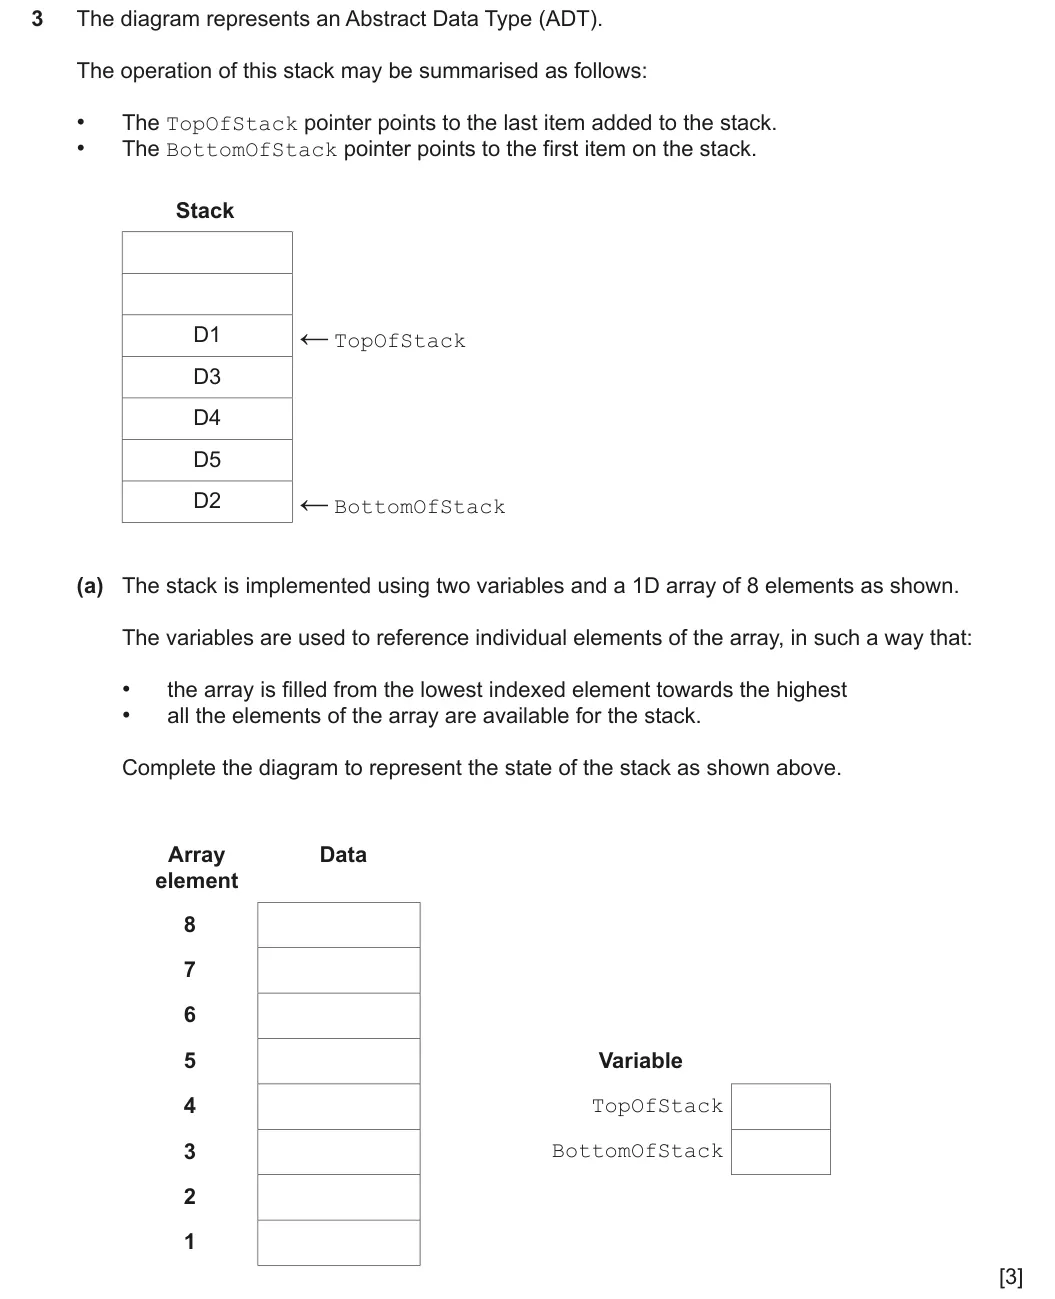 3 The diagram represents an Abstract Data Type (ADT).
The operation of this stack may be summarised as follows:
• The TopOfStack pointer points to the last item added to the stack.
• The BottomOfStack pointer points to the first item on the stack.
Stack
D1 ← TopOfStack
D3
D4
D5
D2 ← BottomOfStack
(a) The stack is implemented using two variables and a 1D array of 8 elements as shown.
The variables are used to reference individual elements of the array, in such a way that:
• the array is filled from the lowest indexed element towards the highest
• all the elements of the array are available for the stack.
Complete the diagram to represent the state of the stack as shown above.
Array Data
element
8
7
6
5 Variable
4 TopOfStack
3 BottomOfStack
2
1
[3]